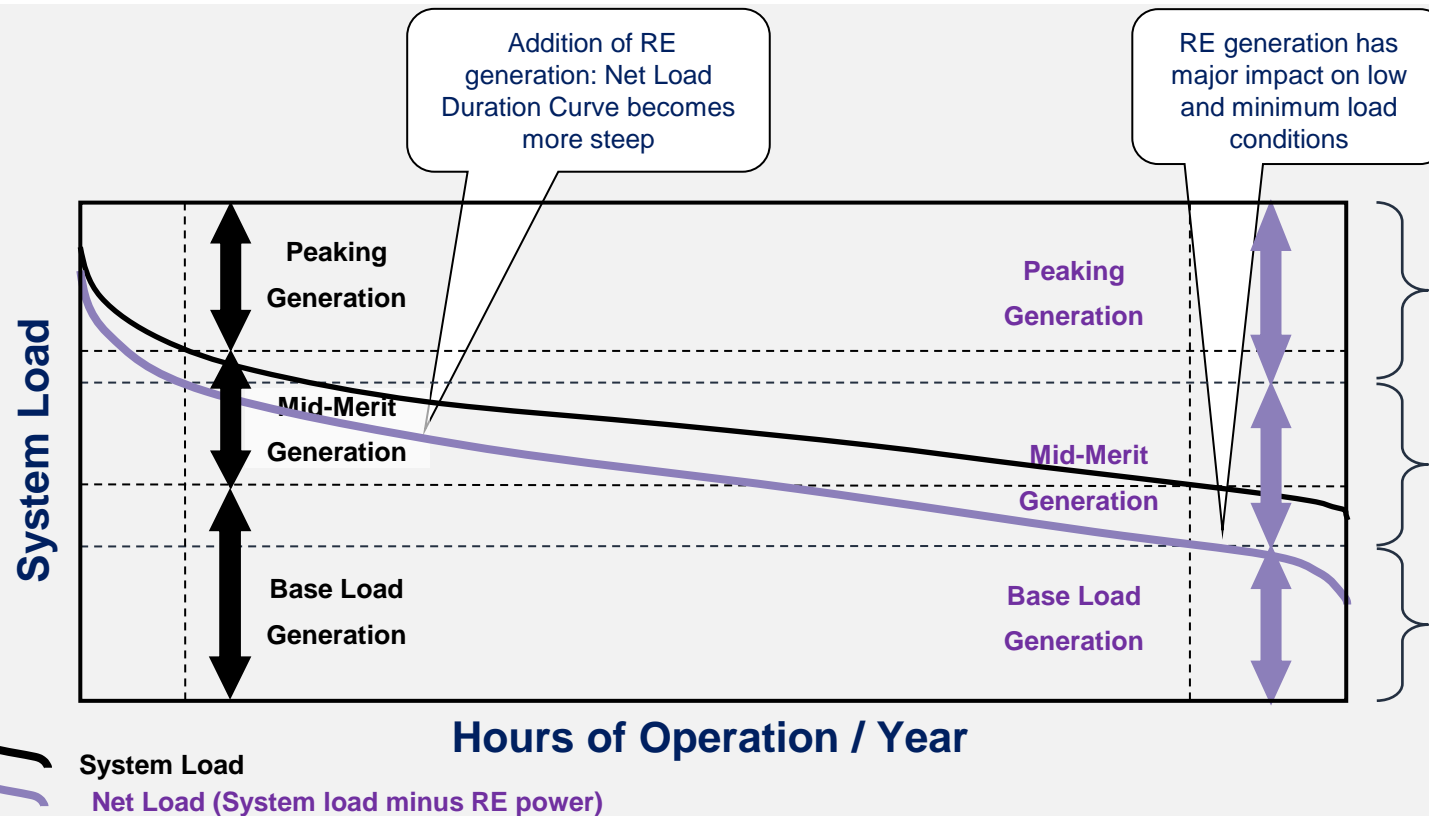 Addition of RE
generation: Net Load
Duration Curve becomes
more steep
RE generation has
major impact on low
and minimum load
conditions
Peaking
Generation
Mid-Merit
Generation
Base Load
Generation
Peaking
Generation
Mid-Merit
Generation
Base Load
Generation
System Load
Hours of Operation / Year
System Load
Net Load (System load minus RE power)